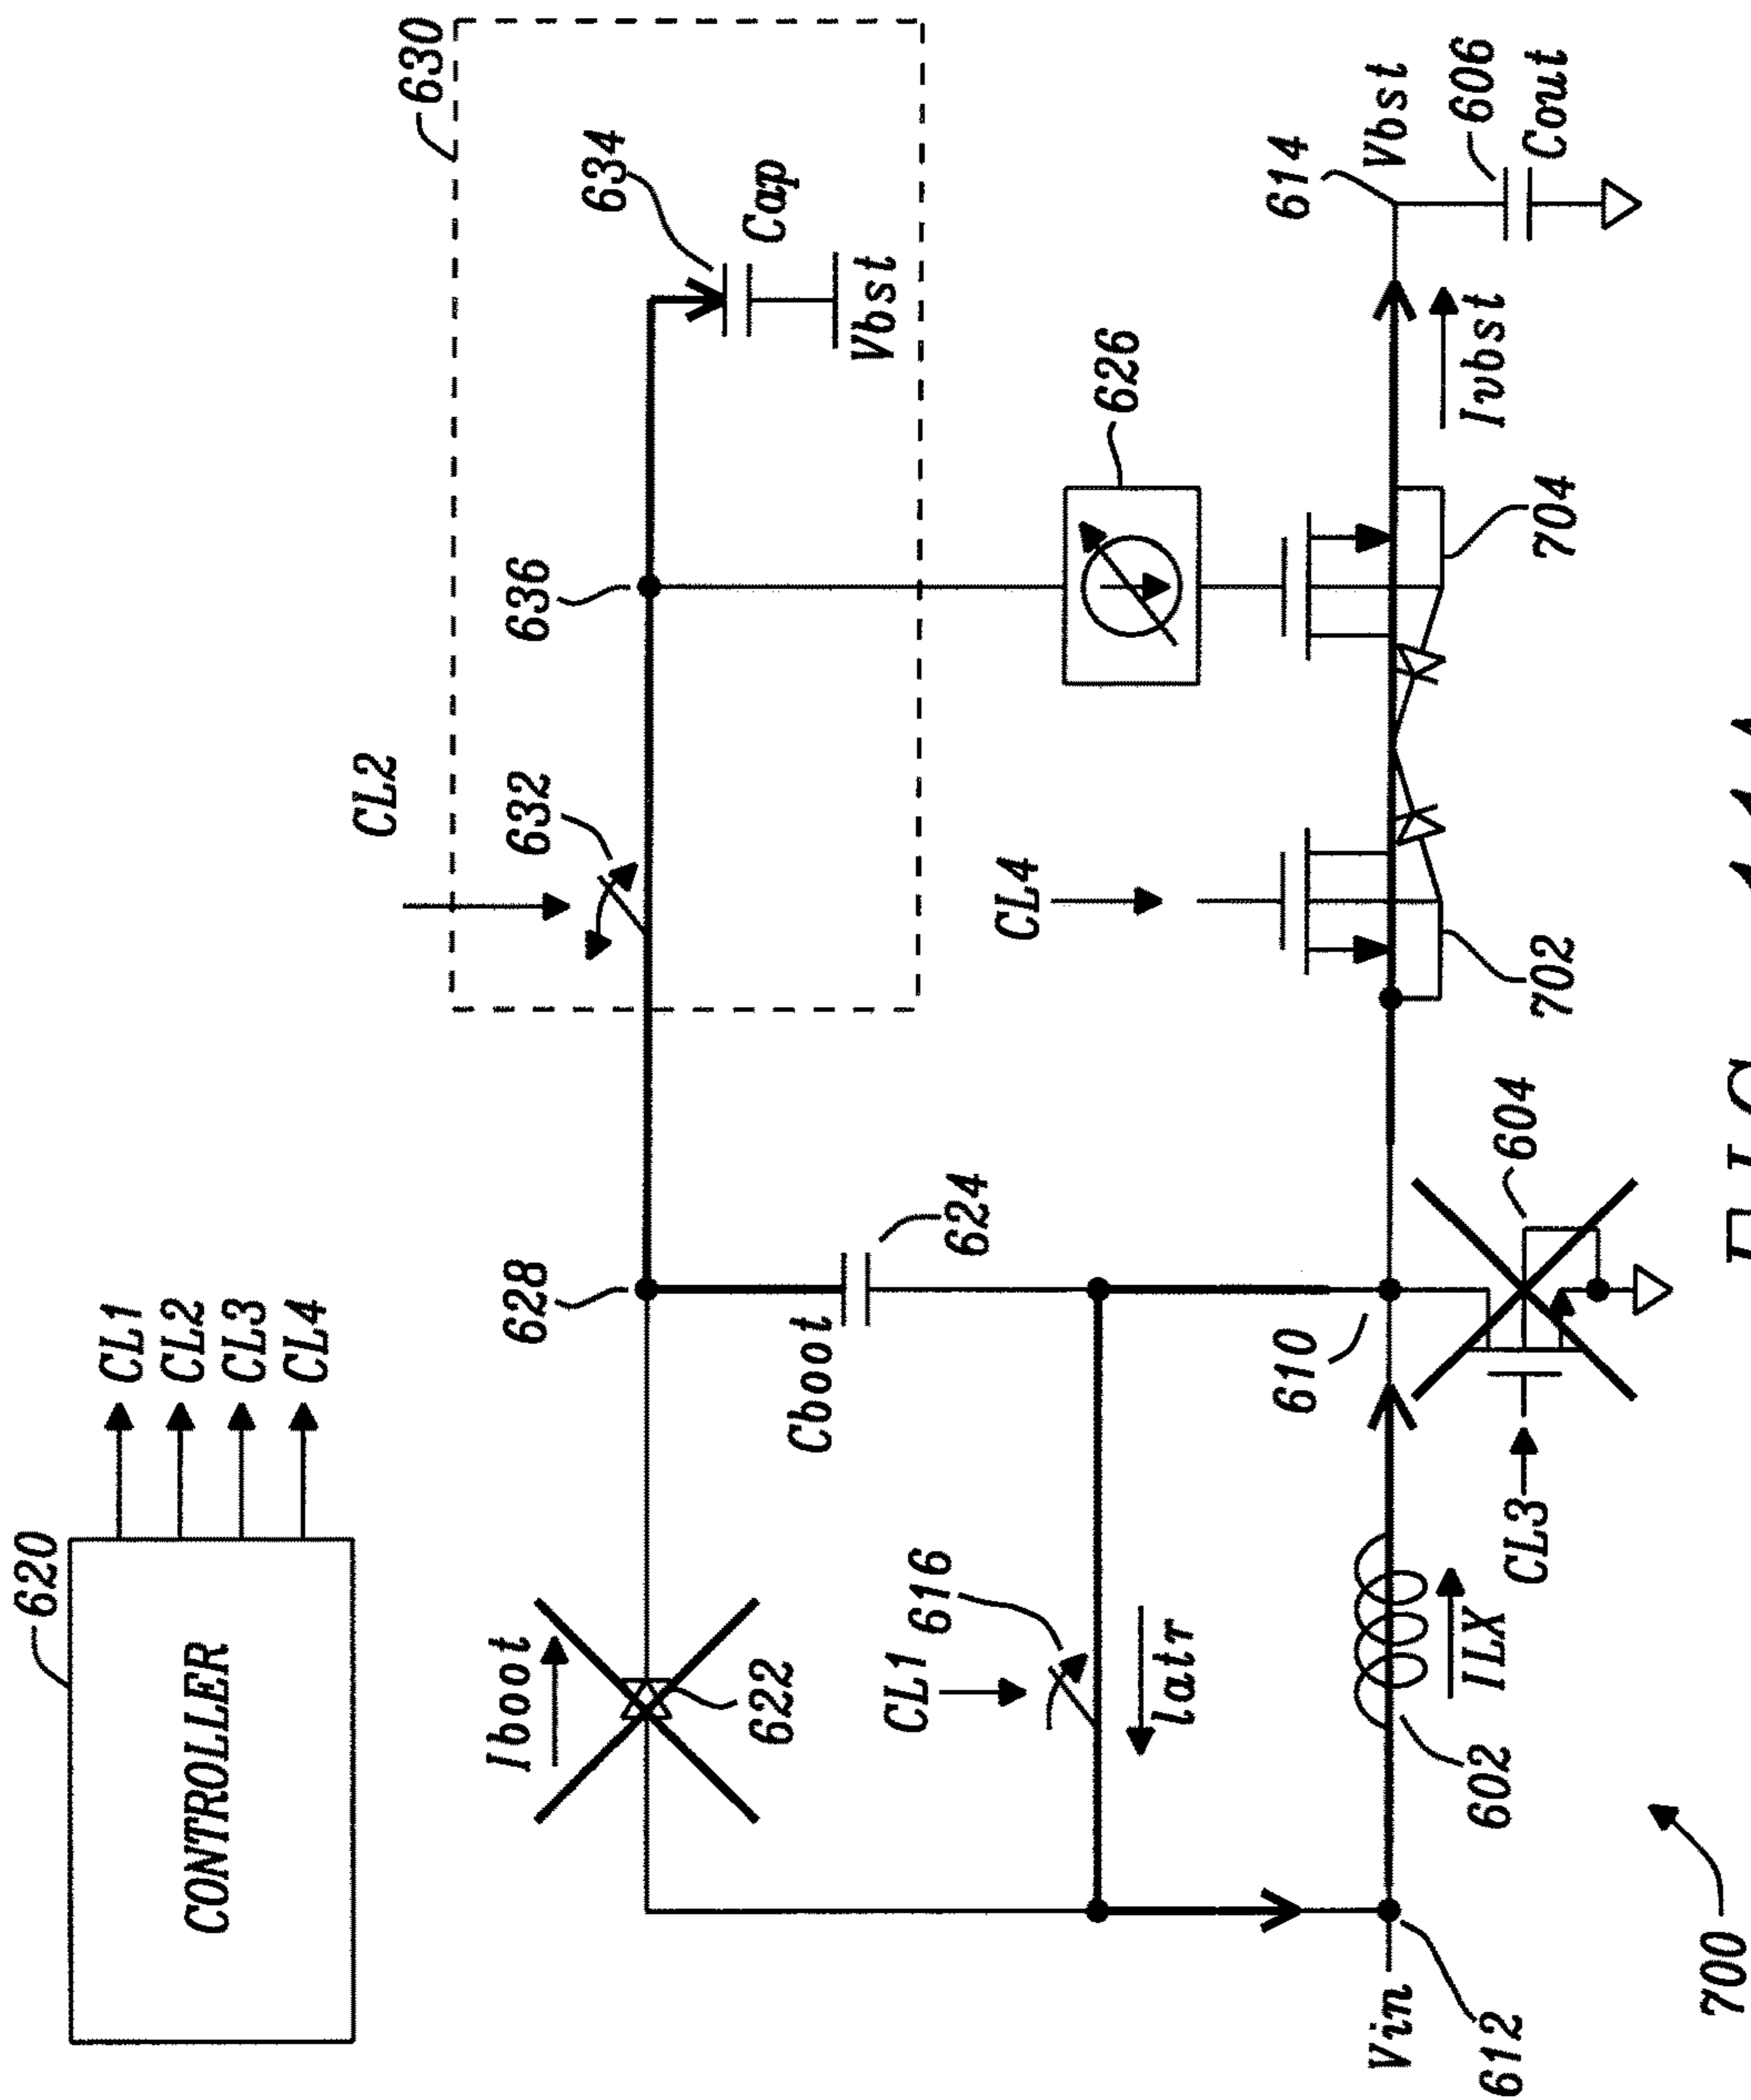 620
CONTROLLER
CL1
CL2
CL3
CL4
630
CL2
632
636
634
Cap
Vbst
628
Iboot
622
Cboot
624
CL1
616
Iatr
626
CL4
702
704
614
Vbst
606
Cout
Ivbst
610
604
CL3
ILX
602
Vin
612
700